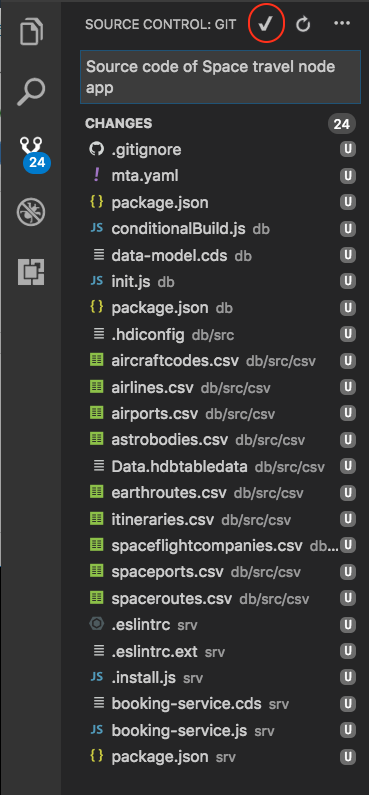 SOURCE CONTROL: GIT
Source code of Space travel node
app
CHANGES 24
.gitignore U
24
! mta.yaml U
{ } package.json U
JS conditionalBuild.js db U
data-model.cds db U
JS init.js db U
{ } package.json db U
.hdiconfig db/src U
aircraftcodes.csv db/src/csv U
airlines.csv db/src/csv U
airports.csv db/src/csv U
astrobodies.csv db/src/csv U
Data.hdbtabledata db/src/csv U
earthroutes.csv db/src/csv U
itineraries.csv db/src/csv U
spaceflightcompanies.csv db... U
spaceports.csv db/src/csv U
spaceroutes.csv db/src/csv U
.eslintrc srv U
.eslintrc.ext srv U
JS .install.js srv U
booking-service.cds srv U
JS booking-service.js srv U
{ } package.json srv U